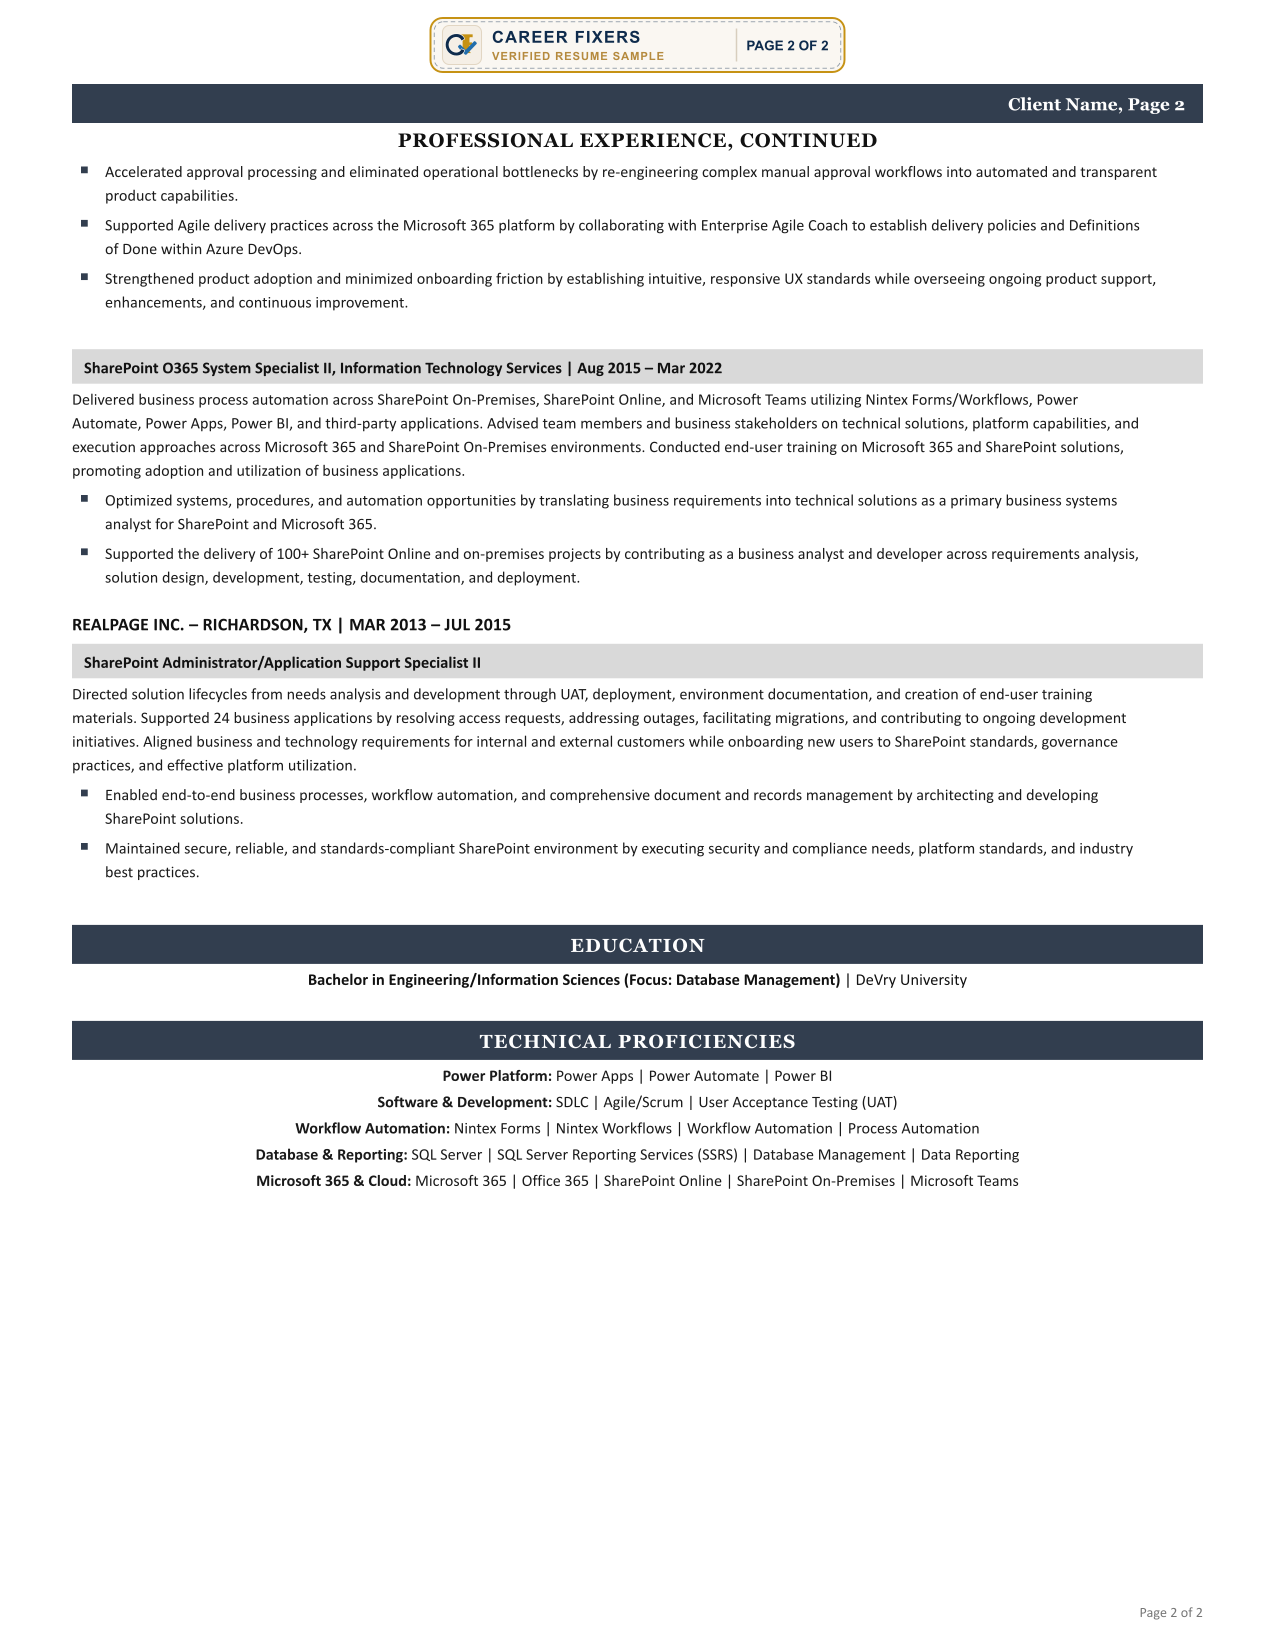 CAREER FIXERS
VERIFIED RESUME SAMPLE
PAGE 2 OF 2
Client Name, Page 2
PROFESSIONAL EXPERIENCE, CONTINUED
▪ Accelerated approval processing and eliminated operational bottlenecks by re-engineering complex manual approval workflows into automated and transparent
product capabilities.
▪ Supported Agile delivery practices across the Microsoft 365 platform by collaborating with Enterprise Agile Coach to establish delivery policies and Definitions
of Done within Azure DevOps.
▪ Strengthened product adoption and minimized onboarding friction by establishing intuitive, responsive UX standards while overseeing ongoing product support,
enhancements, and continuous improvement.
SharePoint O365 System Specialist II, Information Technology Services | Aug 2015 – Mar 2022
Delivered business process automation across SharePoint On-Premises, SharePoint Online, and Microsoft Teams utilizing Nintex Forms/Workflows, Power
Automate, Power Apps, Power BI, and third-party applications. Advised team members and business stakeholders on technical solutions, platform capabilities, and
execution approaches across Microsoft 365 and SharePoint On-Premises environments. Conducted end-user training on Microsoft 365 and SharePoint solutions,
promoting adoption and utilization of business applications.
▪ Optimized systems, procedures, and automation opportunities by translating business requirements into technical solutions as a primary business systems
analyst for SharePoint and Microsoft 365.
▪ Supported the delivery of 100+ SharePoint Online and on-premises projects by contributing as a business analyst and developer across requirements analysis,
solution design, development, testing, documentation, and deployment.
REALPAGE INC. – RICHARDSON, TX | MAR 2013 – JUL 2015
SharePoint Administrator/Application Support Specialist II
Directed solution lifecycles from needs analysis and development through UAT, deployment, environment documentation, and creation of end-user training
materials. Supported 24 business applications by resolving access requests, addressing outages, facilitating migrations, and contributing to ongoing development
initiatives. Aligned business and technology requirements for internal and external customers while onboarding new users to SharePoint standards, governance
practices, and effective platform utilization.
▪ Enabled end-to-end business processes, workflow automation, and comprehensive document and records management by architecting and developing
SharePoint solutions.
▪ Maintained secure, reliable, and standards-compliant SharePoint environment by executing security and compliance needs, platform standards, and industry
best practices.
EDUCATION
Bachelor in Engineering/Information Sciences (Focus: Database Management) | DeVry University
TECHNICAL PROFICIENCIES
Power Platform: Power Apps | Power Automate | Power BI
Software & Development: SDLC | Agile/Scrum | User Acceptance Testing (UAT)
Workflow Automation: Nintex Forms | Nintex Workflows | Workflow Automation | Process Automation
Database & Reporting: SQL Server | SQL Server Reporting Services (SSRS) | Database Management | Data Reporting
Microsoft 365 & Cloud: Microsoft 365 | Office 365 | SharePoint Online | SharePoint On-Premises | Microsoft Teams
Page 2 of 2